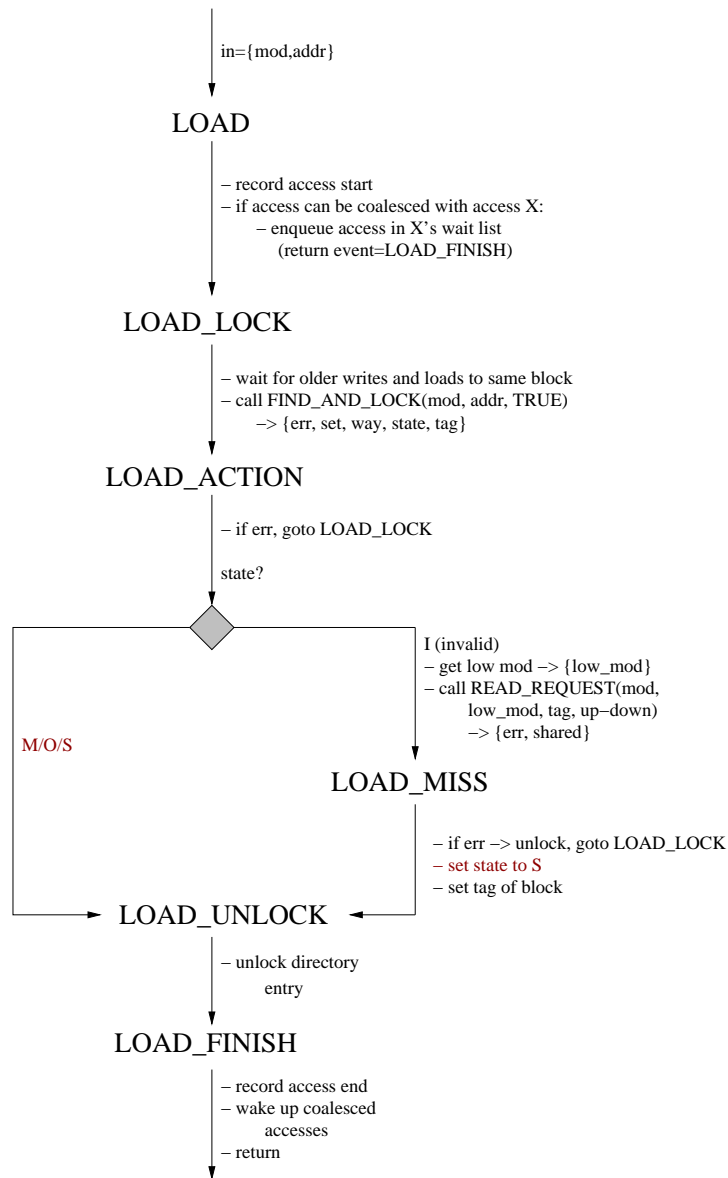 in={mod,addr}
LOAD
– record access start
– if access can be coalesced with access X:
– enqueue access in X's wait list
(return event=LOAD_FINISH)
LOAD_LOCK
– wait for older writes and loads to same block
– call FIND_AND_LOCK(mod, addr, TRUE)
–> {err, set, way, state, tag}
LOAD_ACTION
– if err, goto LOAD_LOCK
state?
I (invalid)
– get low mod –> {low_mod}
– call READ_REQUEST(mod,
low_mod, tag, up–down)
–> {err, shared}
M/O/S
LOAD_MISS
– if err –> unlock, goto LOAD_LOCK
– set state to S
– set tag of block
LOAD_UNLOCK
– unlock directory
entry
LOAD_FINISH
– record access end
– wake up coalesced
accesses
– return